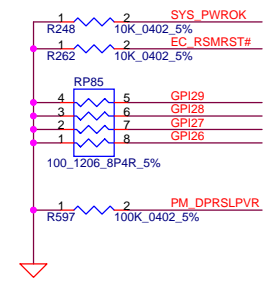 SYS_PWROK
1 2
R248 10K_0402_5%
EC_RSMRST#
1 2
R262 10K_0402_5%
RP85
4 5 GPI29
3 6 GPI28
2 7 GPI27
1 8 GPI26
100_1206_8P4R_5%
PM_DPRSLPVR
1 2
R597 100K_0402_5%